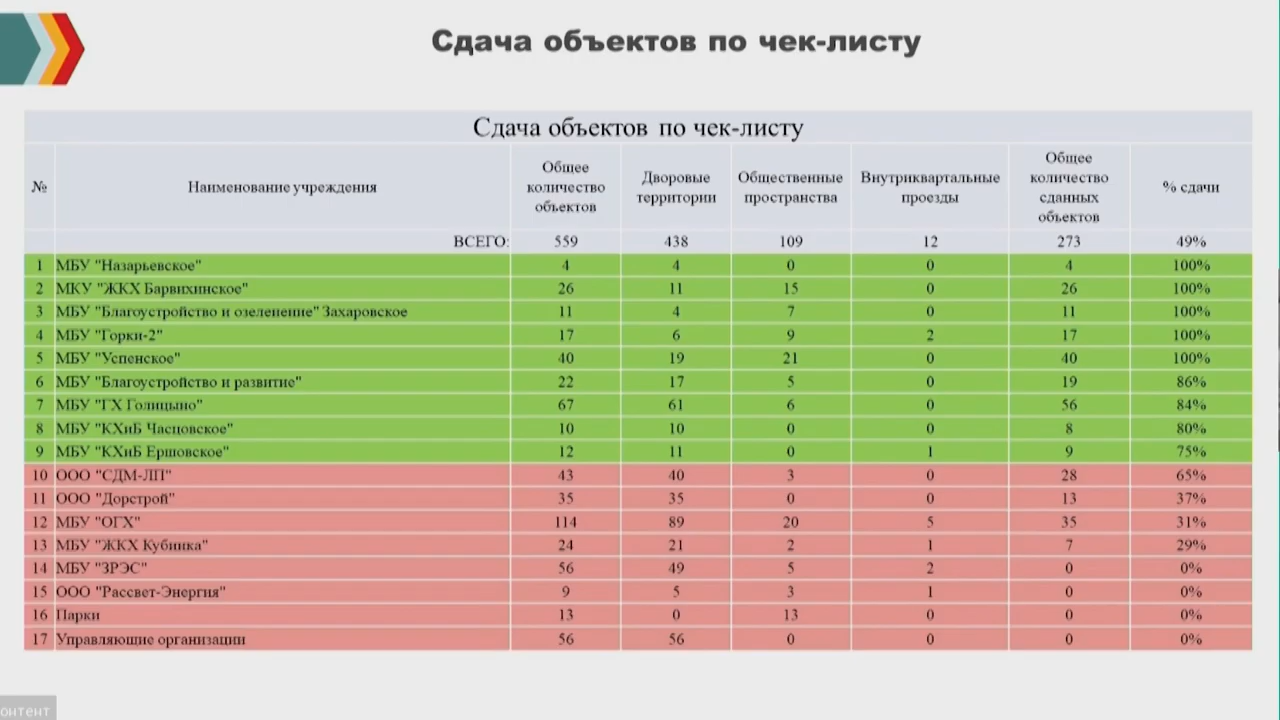 Сдача объектов по чек-листу
Сдача объектов по чек-листу
№ Наименование учреждения Общее количество объектов Дворовые территории Общественные пространства Внутриквартальные проезды Общее количество сданных объектов % сдачи
ВСЕГО: 559 438 109 12 273 49%
1 МБУ "Назарьевское" 4 4 0 0 4 100%
2 МКУ "ЖКХ Барвихинское" 26 11 15 0 26 100%
3 МБУ "Благоустройство и озеленение" Захаровское 11 4 7 0 11 100%
4 МБУ "Горки-2" 17 6 9 2 17 100%
5 МБУ "Успенское" 40 19 21 0 40 100%
6 МБУ "Благоустройство и развитие" 22 17 5 0 19 86%
7 МБУ "ГХ Голицыно" 67 61 6 0 56 84%
8 МБУ "КХиБ Часцовское" 10 10 0 0 8 80%
9 МБУ "КХиБ Ершовское" 12 11 0 1 9 75%
10 ООО "СДМ-ЛП" 43 40 3 0 28 65%
11 ООО "Дорстрой" 35 35 0 0 13 37%
12 МБУ "ОГХ" 114 89 20 5 35 31%
13 МБУ "ЖКХ Кубинка" 24 21 2 1 7 29%
14 МБУ "ЗРЭС" 56 49 5 2 0 0%
15 ООО "Рассвет-Энергия" 9 5 3 1 0 0%
16 Парки 13 0 13 0 0 0%
17 Управляющие организации 56 56 0 0 0 0%
онтент